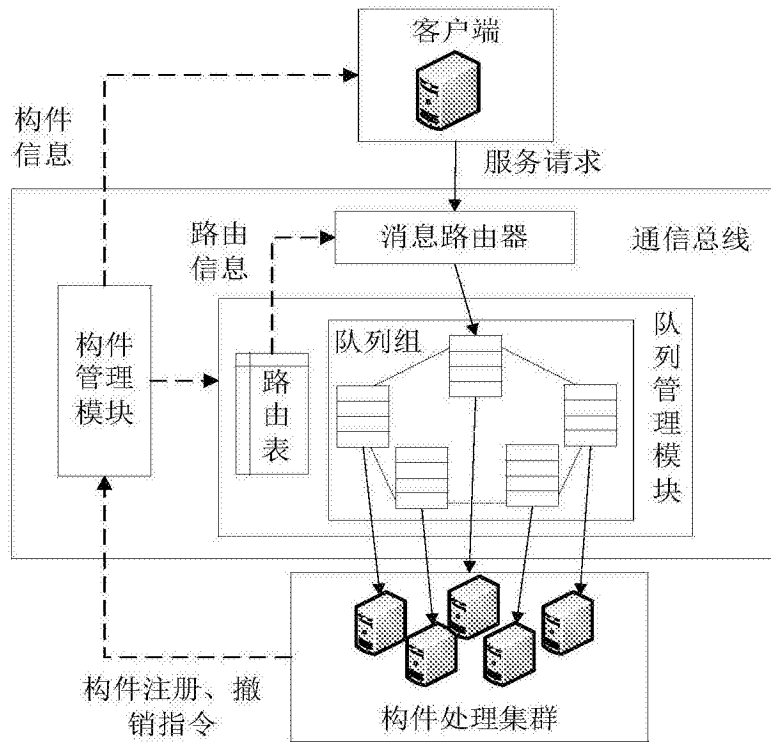 客户端
构件
信息
服务请求
路由
信息
消息路由器
通信总线
构件
管理
模块
路
由
表
队列组
队
列
管
理
模
块
构件注册、撤
销指令
构件处理集群